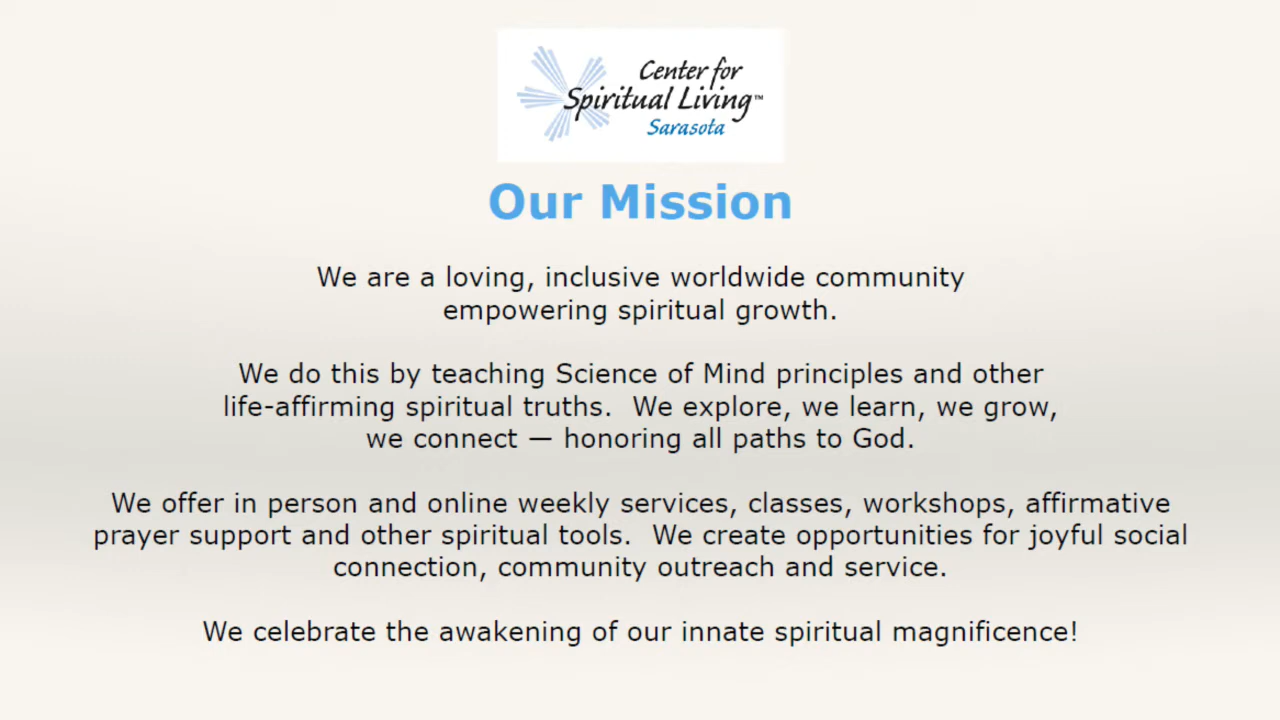 Center for
Spiritual Living™
Sarasota
Our Mission
We are a loving, inclusive worldwide community
empowering spiritual growth.
We do this by teaching Science of Mind principles and other
life-affirming spiritual truths.  We explore, we learn, we grow,
we connect — honoring all paths to God.
We offer in person and online weekly services, classes, workshops, affirmative
prayer support and other spiritual tools.  We create opportunities for joyful social
connection, community outreach and service.
We celebrate the awakening of our innate spiritual magnificence!